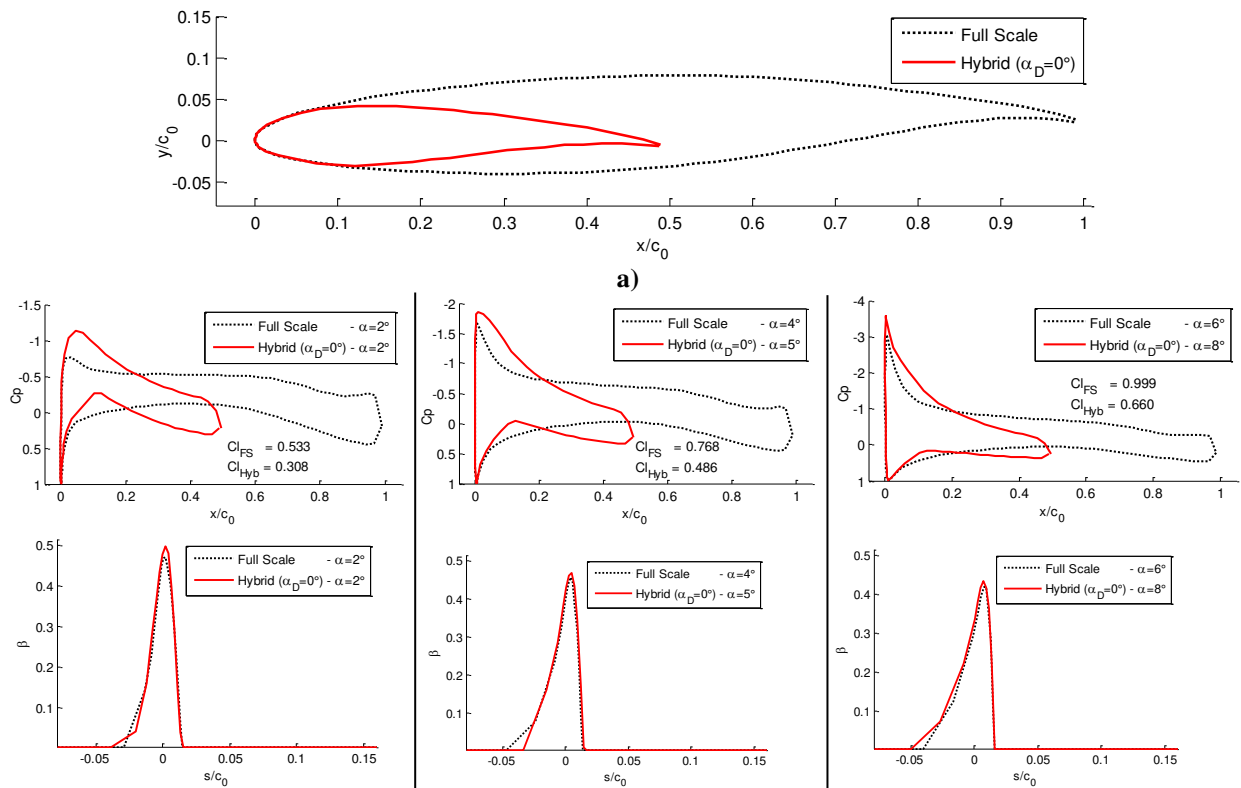 0.15
0.1
0.05
0
-0.05
y/c0
0 0.1 0.2 0.3 0.4 0.5 0.6 0.7 0.8 0.9 1
x/c0
Full Scale
Hybrid (αD=0°)
a)
-1.5
-1
-0.5
0
0.5
1
Cp
0 0.2 0.4 0.6 0.8 1
x/c0
Full Scale - α=2°
Hybrid (αD=0°) - α=2°
ClFS = 0.533
ClHyb = 0.308
-2
-1.5
-1
-0.5
0
0.5
1
Cp
0 0.2 0.4 0.6 0.8 1
x/c0
Full Scale - α=4°
Hybrid (αD=0°) - α=5°
ClFS = 0.768
ClHyb = 0.486
-4
-3
-2
-1
0
1
Cp
0 0.2 0.4 0.6 0.8 1
x/c0
Full Scale - α=6°
Hybrid (αD=0°) - α=8°
ClFS = 0.999
ClHyb = 0.660
0.5
0.4
0.3
0.2
0.1
β
-0.05 0 0.05 0.1 0.15
s/c0
Full Scale - α=2°
Hybrid (αD=0°) - α=2°
0.5
0.4
0.3
0.2
0.1
β
-0.05 0 0.05 0.1 0.15
s/c0
Full Scale - α=4°
Hybrid (αD=0°) - α=5°
0.5
0.4
0.3
0.2
0.1
β
-0.05 0 0.05 0.1 0.15
s/c0
Full Scale - α=6°
Hybrid (αD=0°) - α=8°